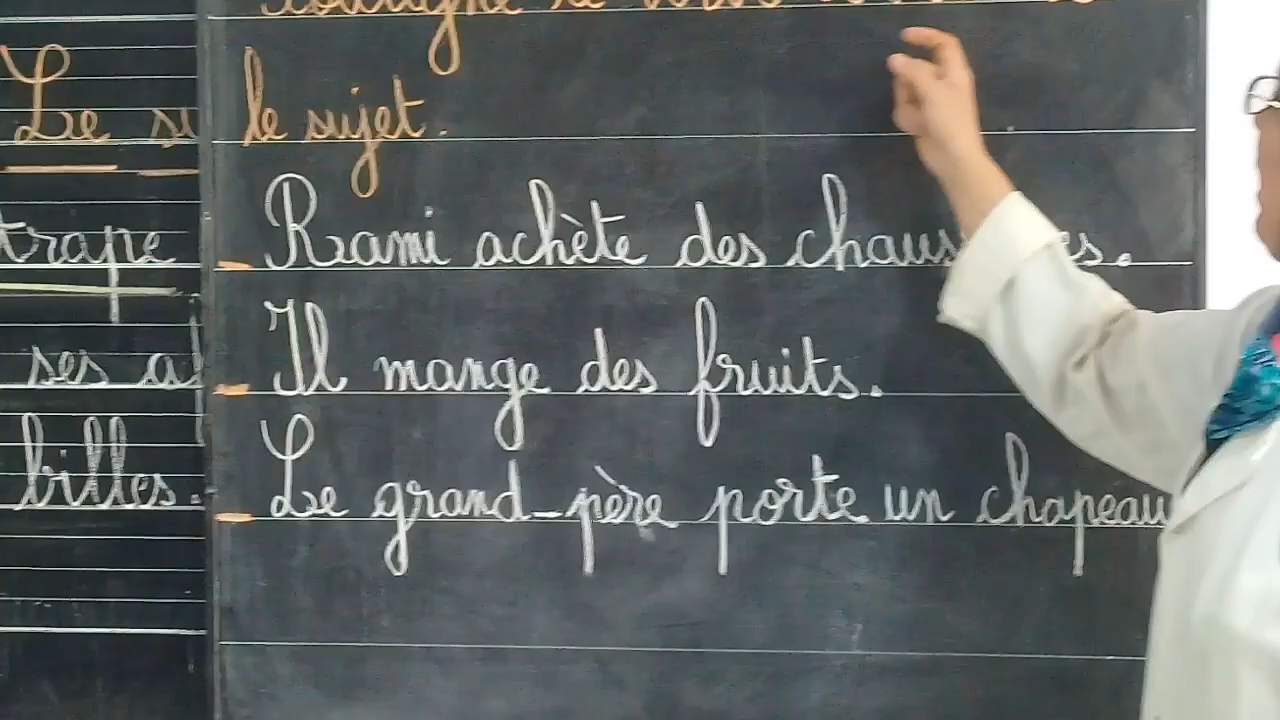 le sujet.
Rami achète des
Il mange des fruits.
Le grand-père porte un chapeau
Le
trape
ses
billes.